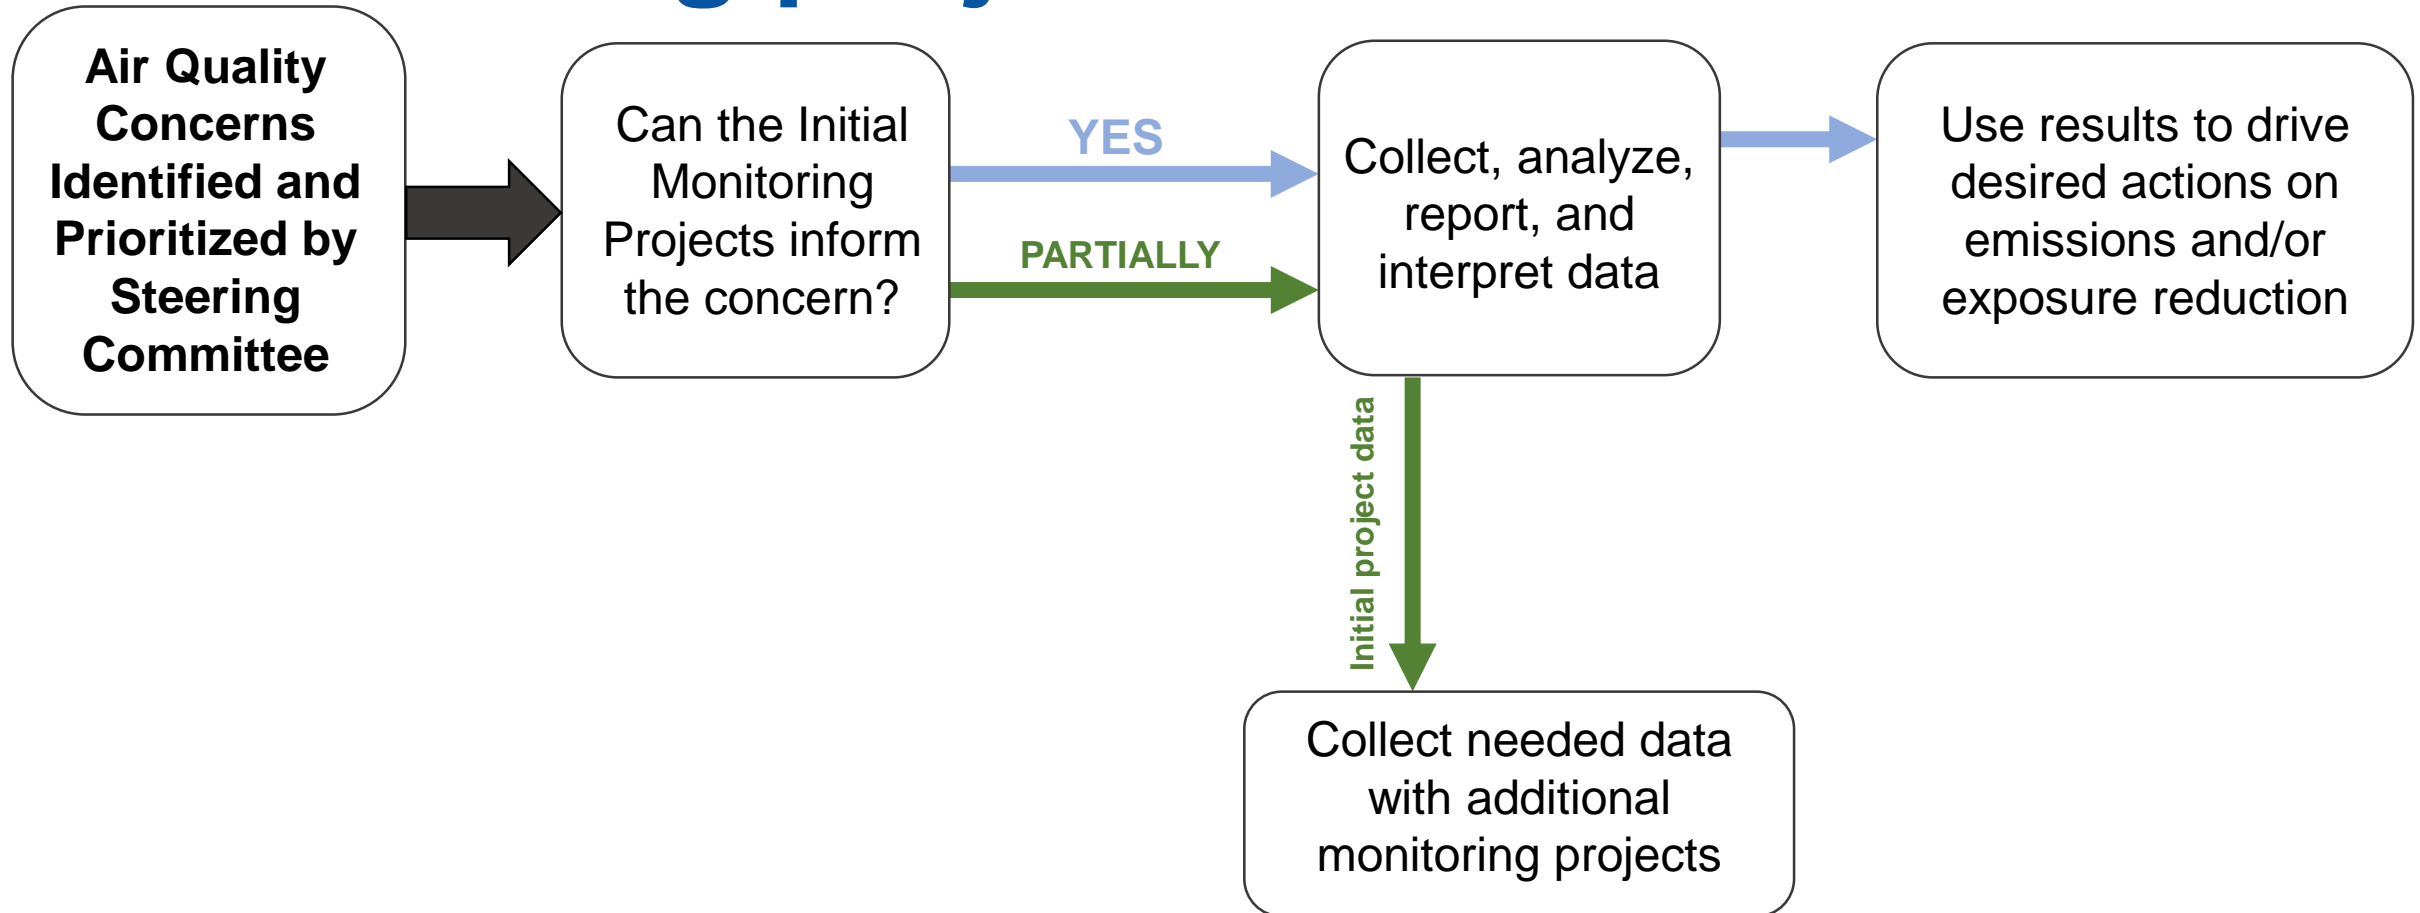 Air Quality
Concerns
Identified and
Prioritized by
Steering
Committee
Can the Initial
Monitoring
Projects inform
the concern?
YES
PARTIALLY
Collect, analyze,
report, and
interpret data
Use results to drive
desired actions on
emissions and/or
exposure reduction
Initial project data
Collect needed data
with additional
monitoring projects